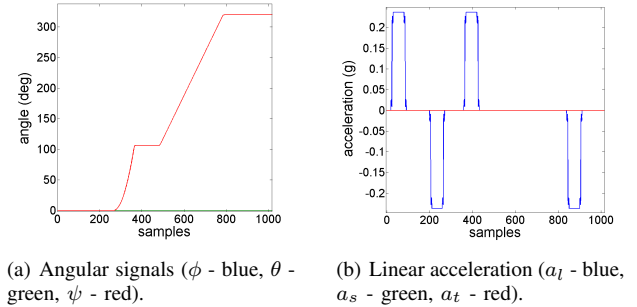 angle (deg)
300
250
200
150
100
50
0
0 200 400 600 800 1000
samples
acceleration (g)
0.2
0.15
0.1
0.05
0
-0.05
-0.1
-0.15
-0.2
0 200 400 600 800 1000
samples
(a) Angular signals (ϕ - blue, θ -
green, ψ - red).
(b) Linear acceleration (a_l - blue,
a_s - green, a_t - red).